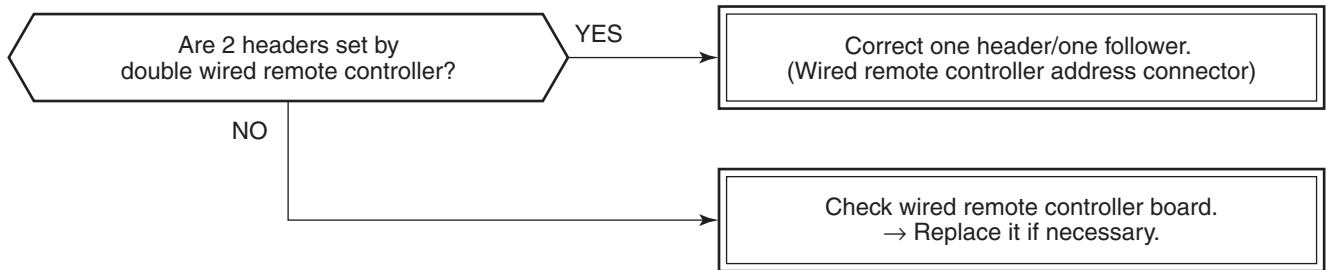 Are 2 headers set by
double wired remote controller?
YES
Correct one header/one follower.
(Wired remote controller address connector)
NO
Check wired remote controller board.
→ Replace it if necessary.